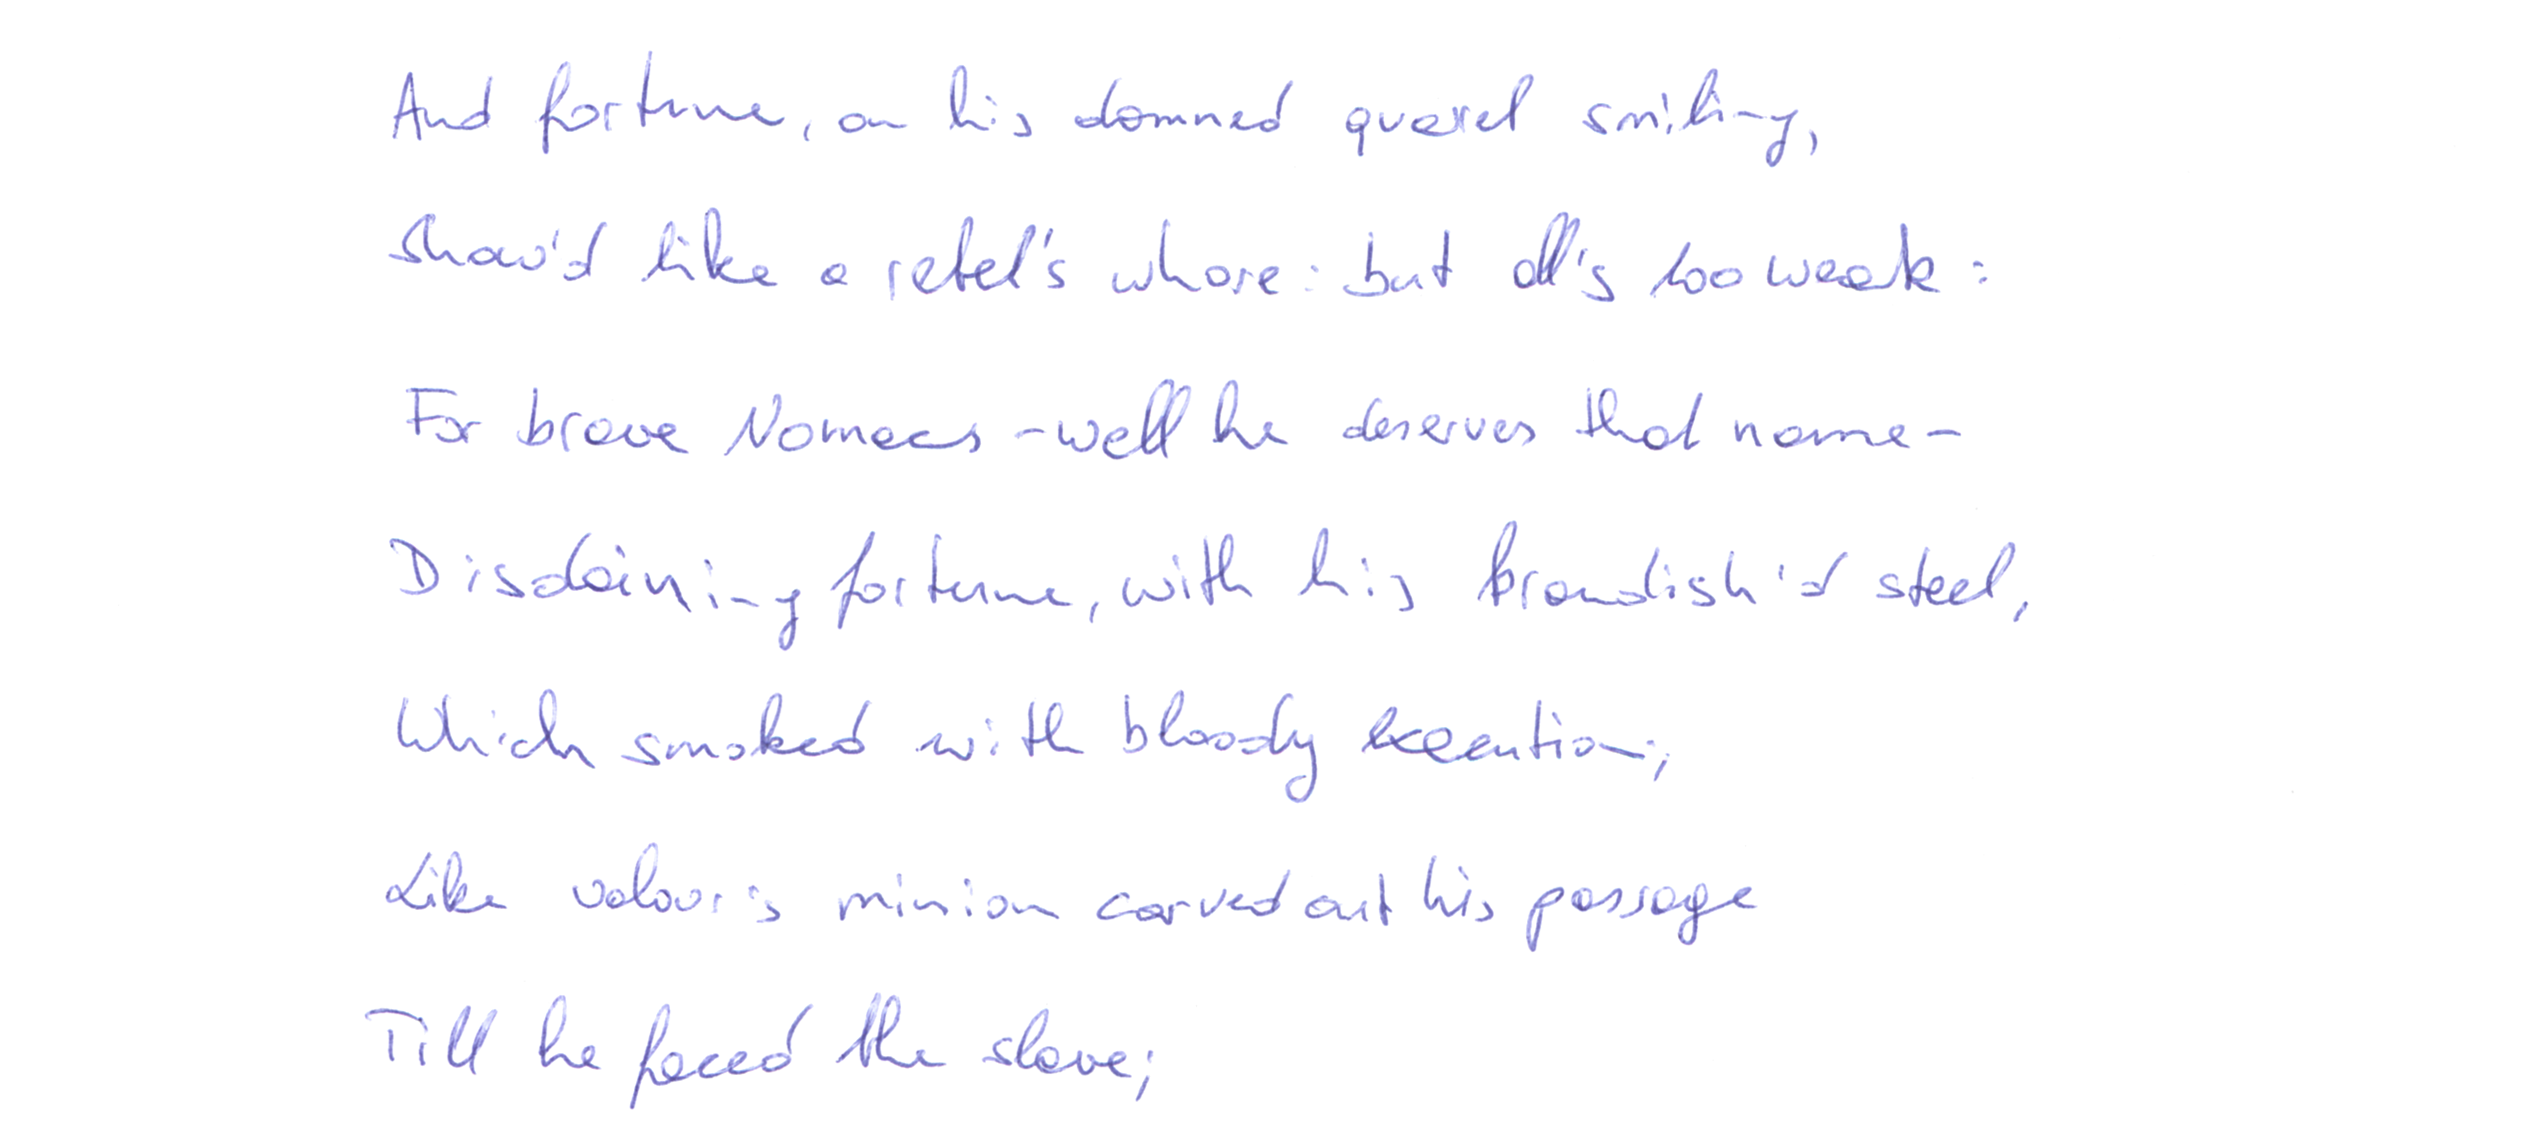 And fortune, on his damned quarel smiling,
Show'd like a rebel's whore: but all's too weak:
For brave Nomaes -well he deserves that name-
Disdaining fortune, with his brandish'd steel,
Which smoked with bloody execution,
Like valour's minion carved out his passage
Till he faced the slave;